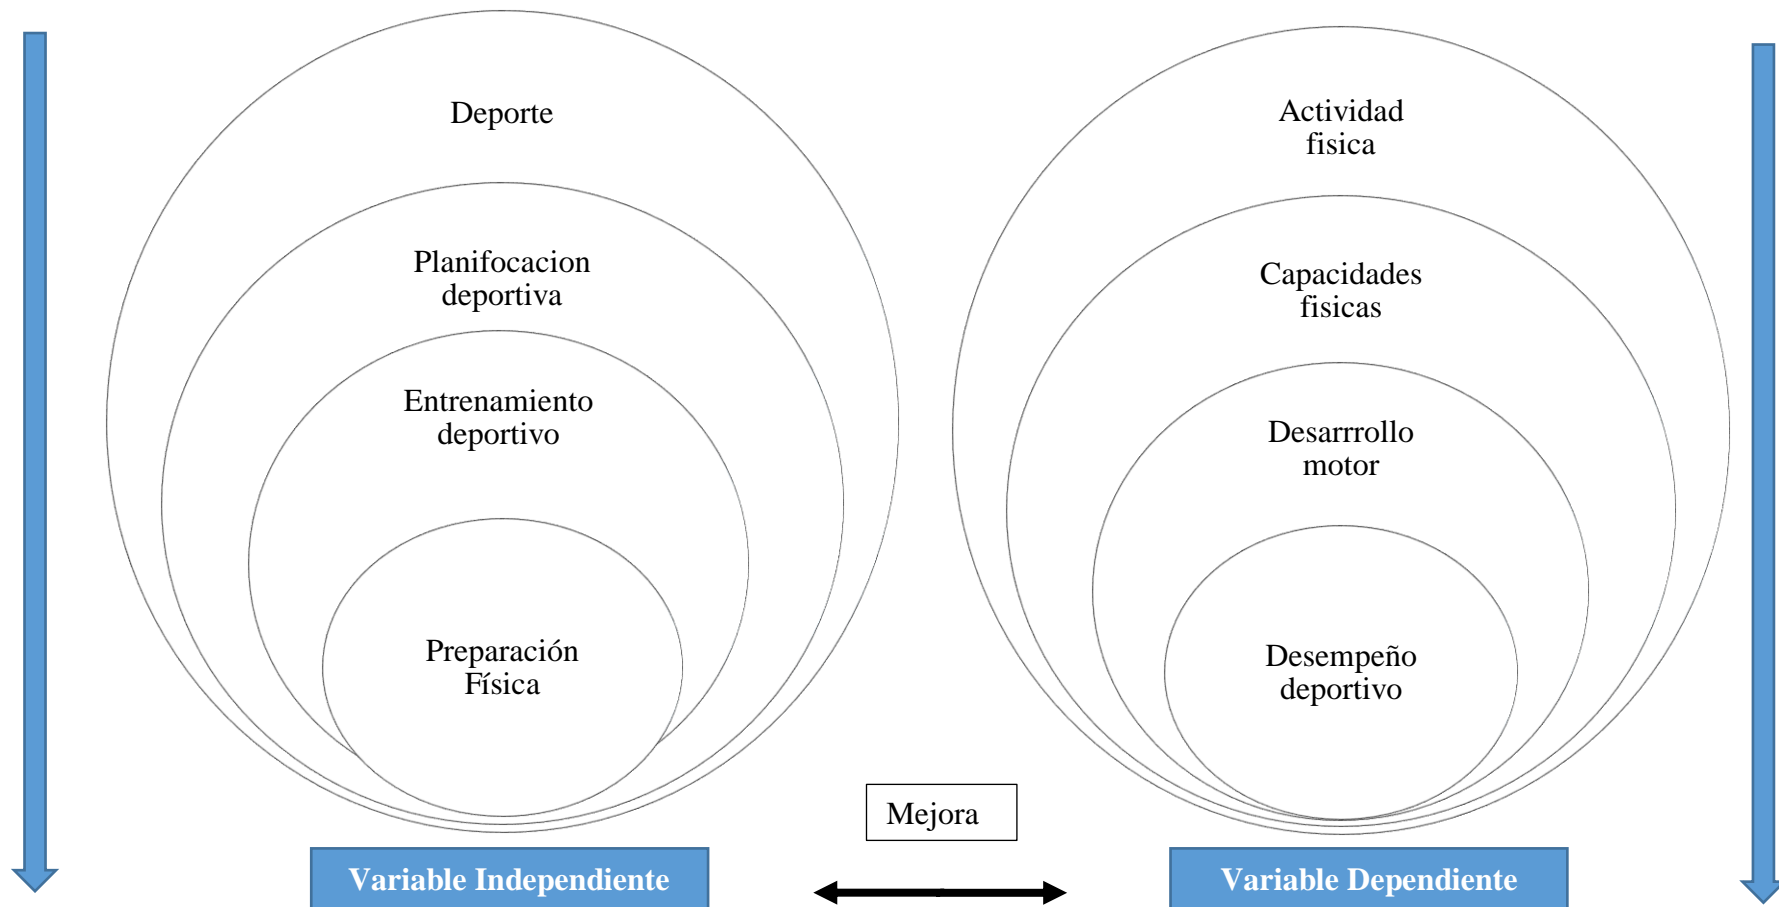 Deporte
Planifocacion
deportiva
Entrenamiento
deportivo
Preparación
Física
Variable Independiente
Mejora
Actividad
fisica
Capacidades
fisicas
Desarrrollo
motor
Desempeño
deportivo
Variable Dependiente